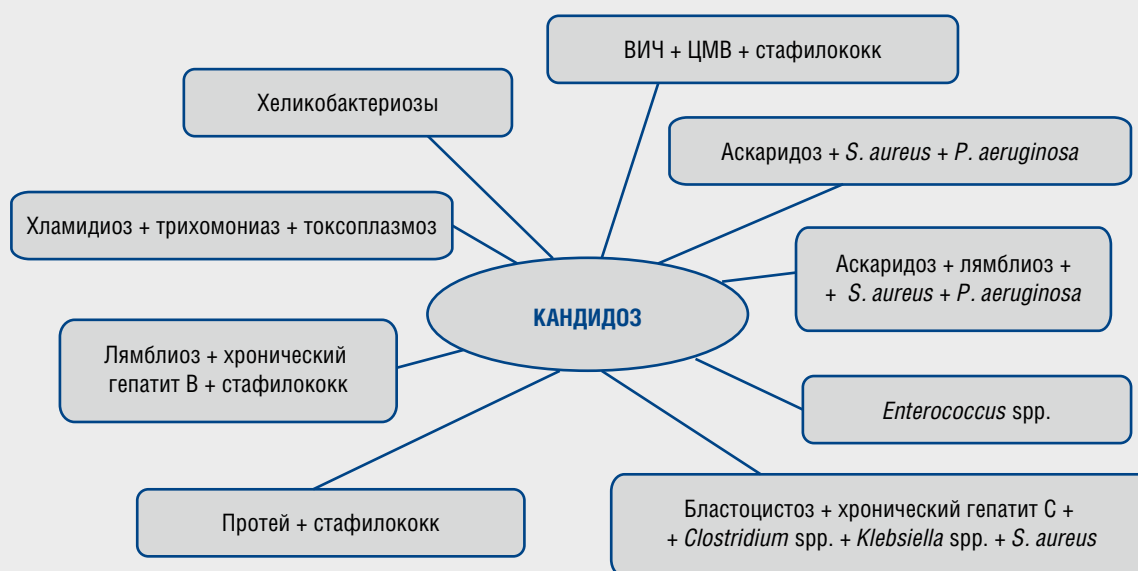 ВИЧ + ЦМВ + стафилококк
Хеликобактериозы
Аскаридоз + S. aureus + P. aeruginosa
Хламидиоз + трихомониаз + токсоплазмоз
Аскаридоз + лямблиоз +
+ S. aureus + P. aeruginosa
КАНДИДОЗ
Лямблиоз + хронический
гепатит В + стафилококк
Enterococcus spp.
Протей + стафилококк
Бластоцистоз + хронический гепатит С +
+ Clostridium spp. + Klebsiella spp. + S. aureus